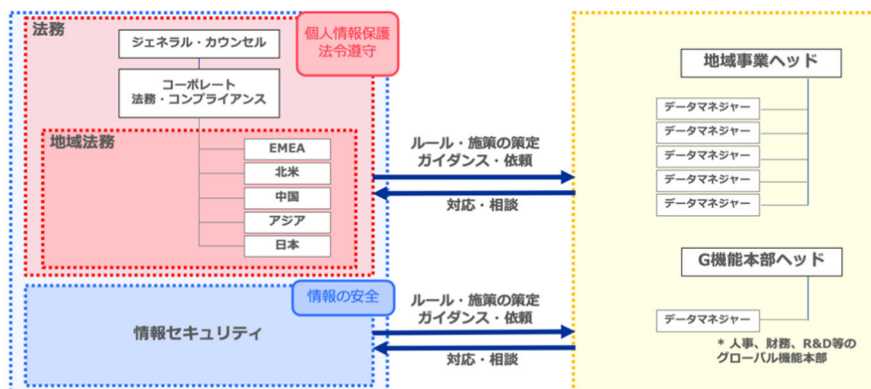 法務
ジェネラル・カウンセル
個人情報保護
法令遵守
コーポレート
法務・コンプライアンス
地域法務
EMEA
北米
中国
アジア
日本
情報の安全
情報セキュリティ
ルール・施策の策定
ガイダンス・依頼
対応・相談
ルール・施策の策定
ガイダンス・依頼
対応・相談
地域事業ヘッド
データマネジャー
データマネジャー
データマネジャー
データマネジャー
データマネジャー
G機能本部ヘッド
データマネジャー
* 人事、財務、R&D等の
グローバル機能本部